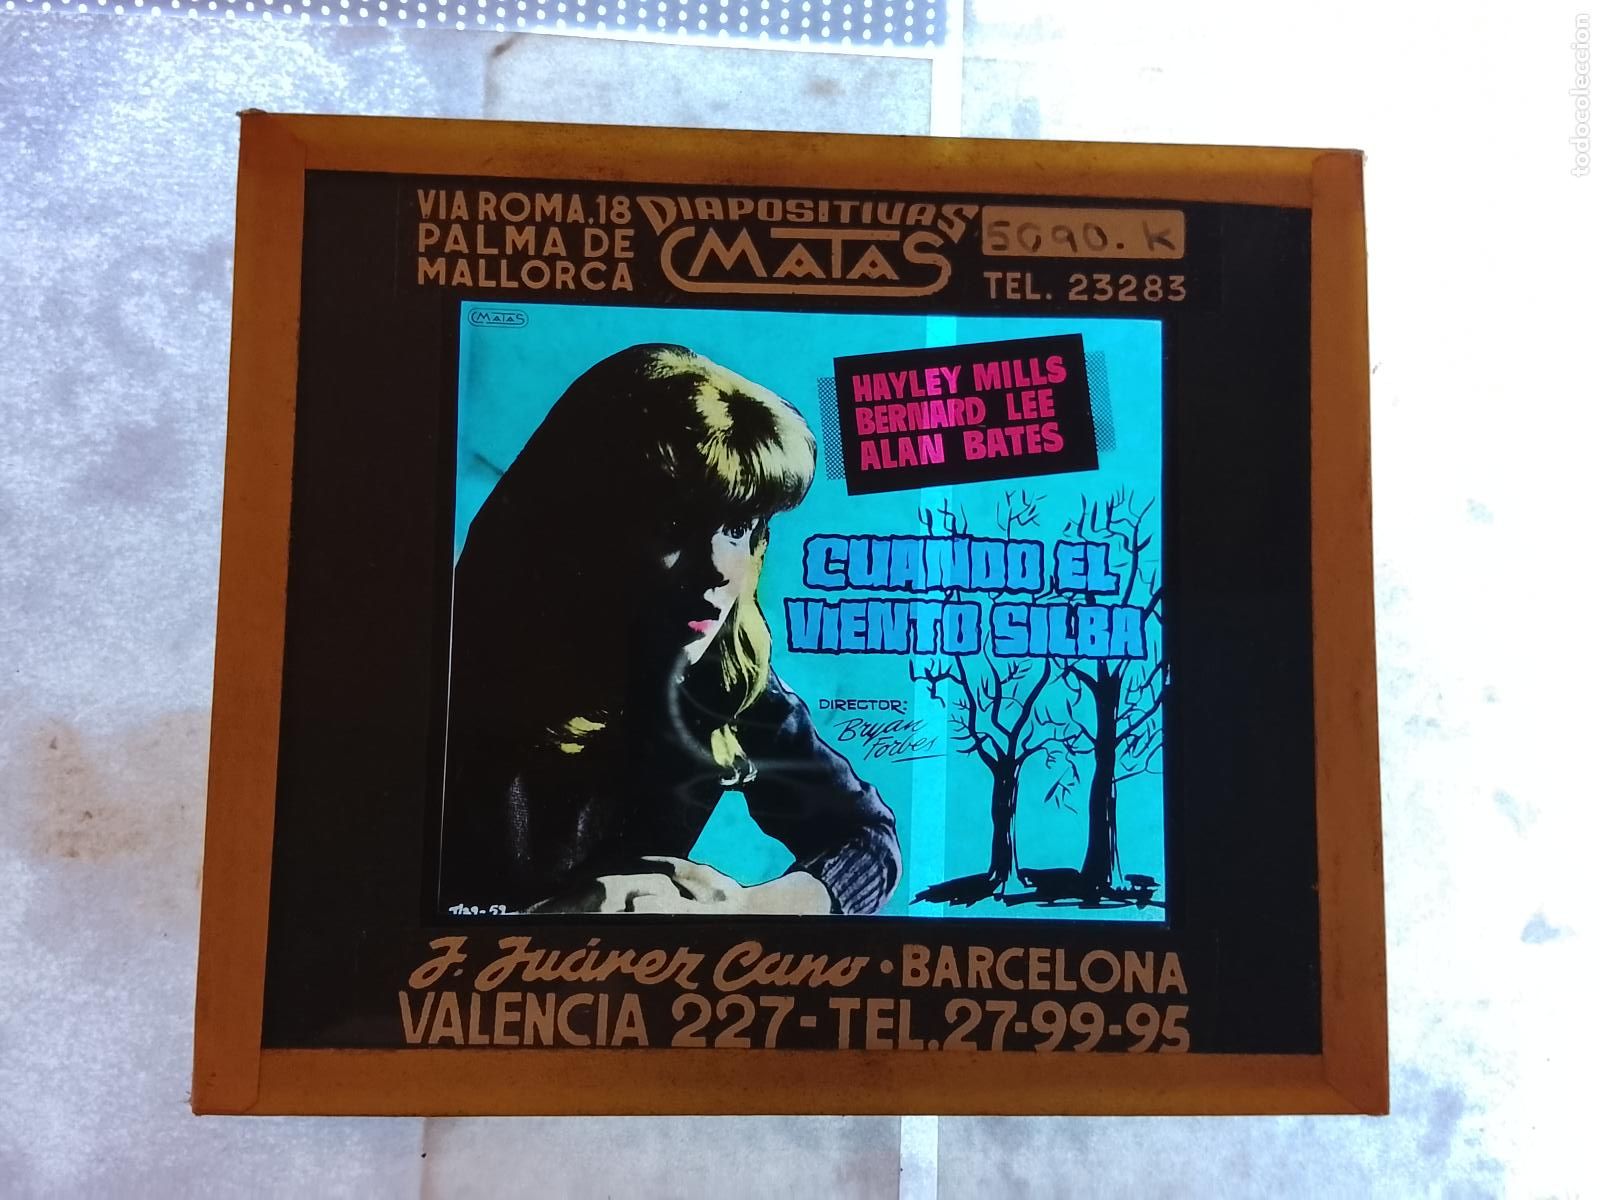 VIA ROMA, 18
PALMA DE
MALLORCA
DIAPOSITIVAS
MATAS
5090.K
TEL. 23283
MATAS
HAYLEY MILLS
BERNARD LEE
ALAN BATES
CUANDO EL
VIENTO SILBA
DIRECTOR:
Bryan
Forbes
J. Juárez Cano · BARCELONA
VALENCIA 227 - TEL. 27-99-95
todocoleccion